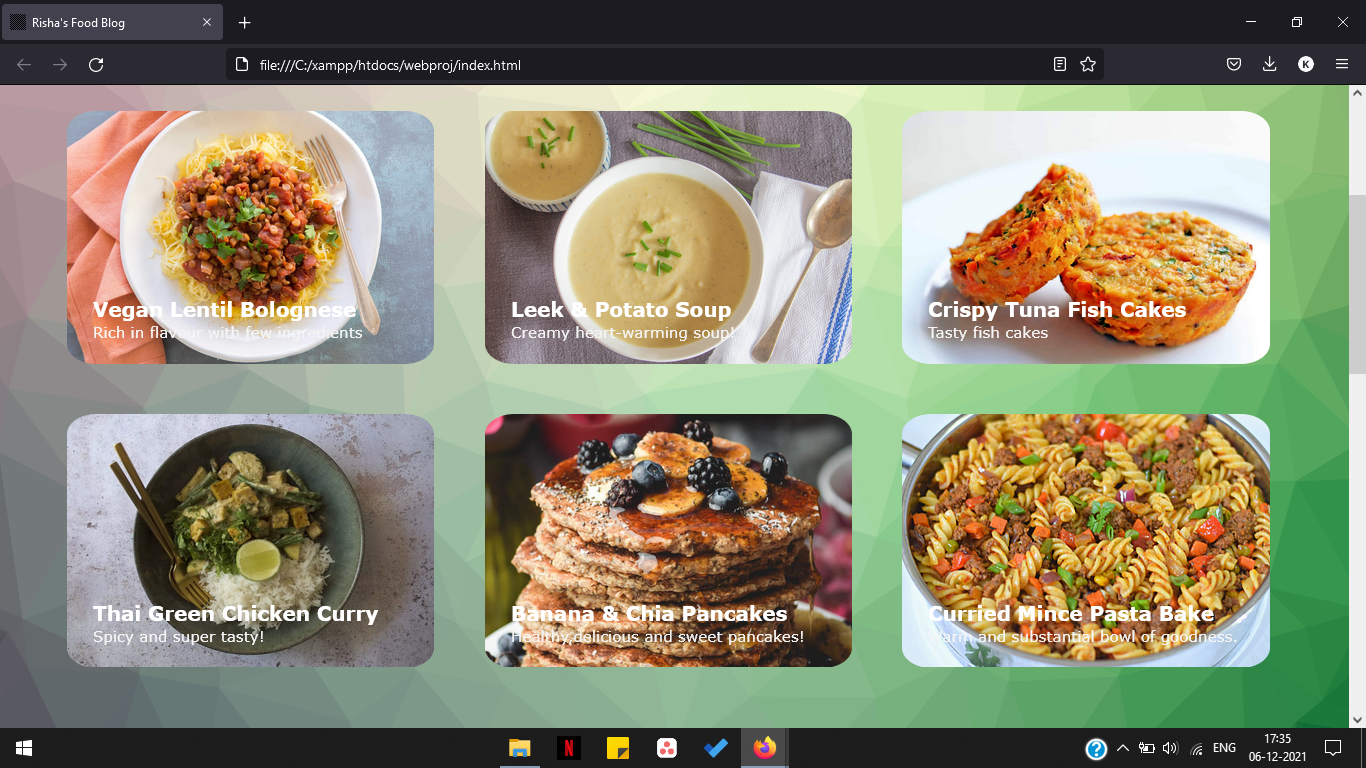 Risha's Food Blog
file:///C:/xampp/htdocs/webproj/index.html
K
Vegan Lentil Bolognese
Rich in flavour with few ingredients
Leek & Potato Soup
Creamy heart-warming soup!
Crispy Tuna Fish Cakes
Tasty fish cakes
Thai Green Chicken Curry
Spicy and super tasty!
Banana & Chia Pancakes
Healthy,delicious and sweet pancakes!
Curried Mince Pasta Bake
Warm and substantial bowl of goodness.
N
?
ENG
17:35
06-12-2021